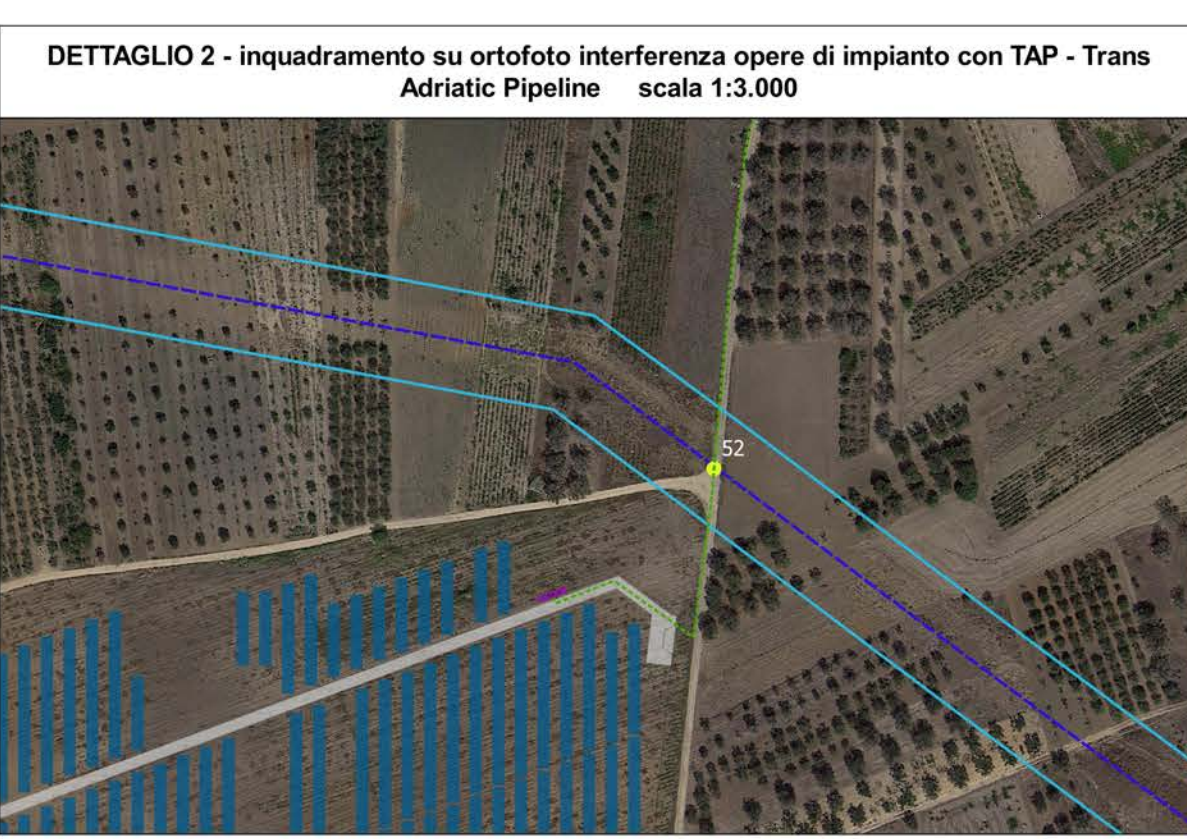 DETTAGLIO 2 - inquadramento su ortofoto interferenza opere di impianto con TAP - Trans
Adriatic Pipeline scala 1:3.000
52